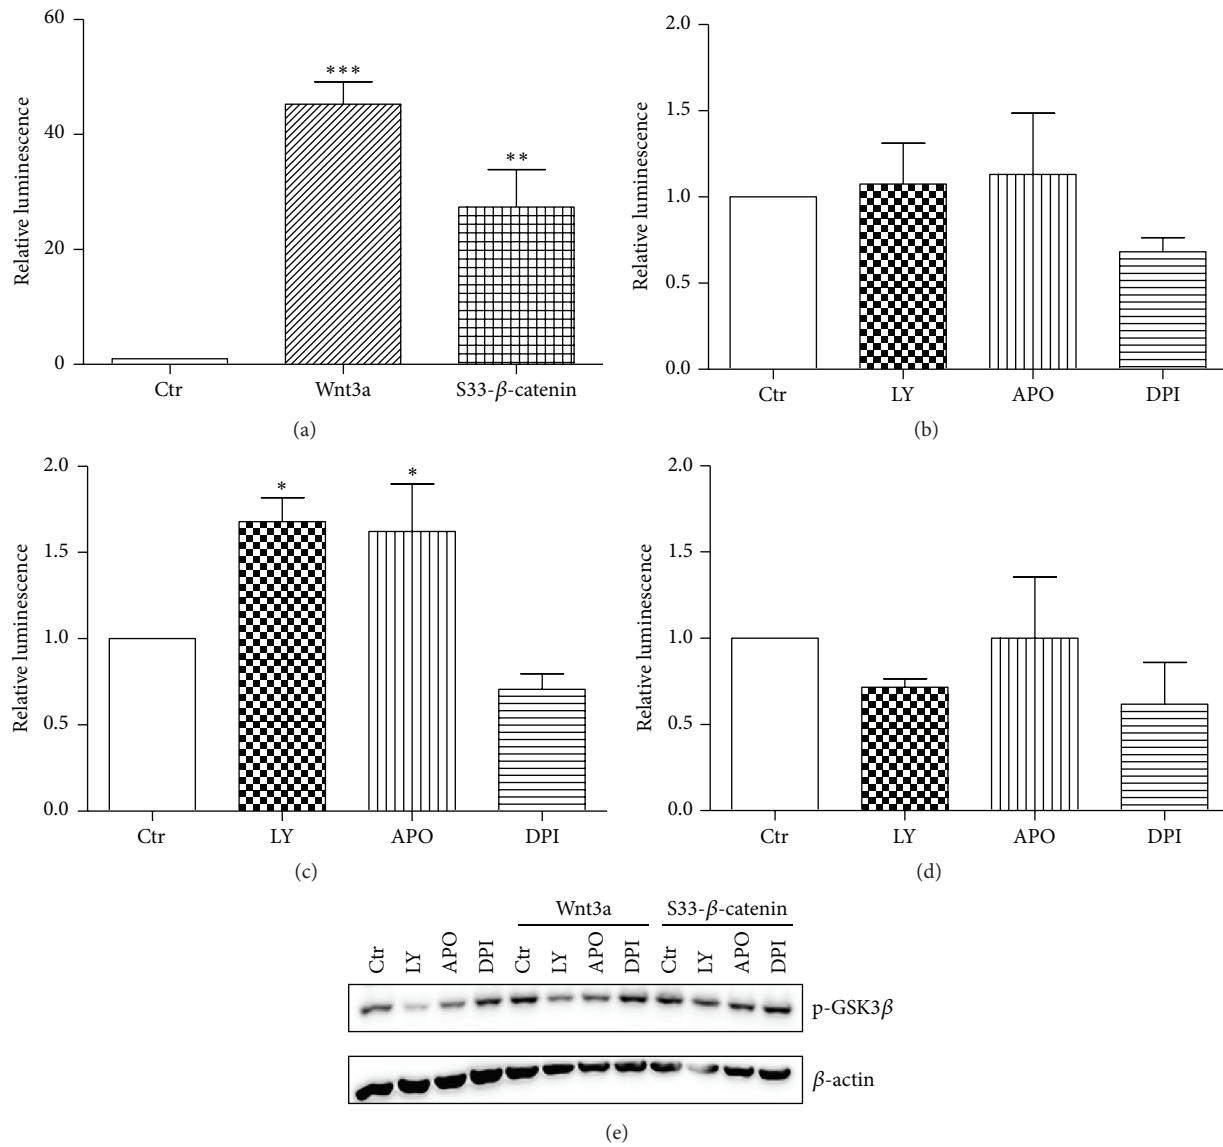 60
40
20
0
Relative luminescence
***
**
Ctr
Wnt3a
S33-β-catenin
(a)
2.0
1.5
1.0
0.5
0.0
Relative luminescence
Ctr
LY
APO
DPI
(b)
2.0
1.5
1.0
0.5
0.0
Relative luminescence
*
*
Ctr
LY
APO
DPI
(c)
2.0
1.5
1.0
0.5
0.0
Relative luminescence
Ctr
LY
APO
DPI
(d)
Wnt3a
S33-β-catenin
Ctr
LY
APO
DPI
Ctr
LY
APO
DPI
Ctr
LY
APO
DPI
p-GSK3β
β-actin
(e)